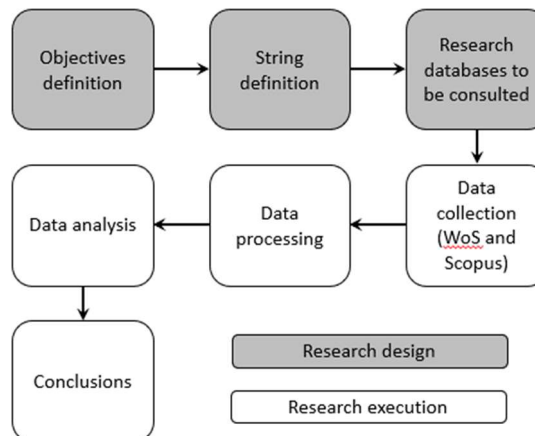 Objectives
definition
String
definition
Research
databases to
be consulted
Data analysis
Data
processing
Data
collection
(WoS and
Scopus)
Conclusions
Research design
Research execution